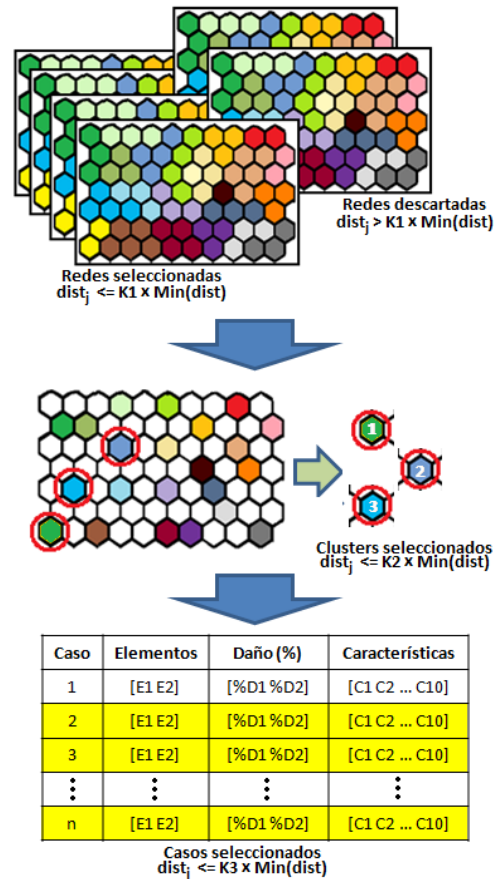 Redes descartadas
distj > K1 x Min(dist)
Redes seleccionadas
distj <= K1 x Min(dist)
1
2
3
Clusters seleccionados
distj <= K2 x Min(dist)
Caso Elementos Daño (%) Características
1 [E1 E2] [%D1 %D2] [C1 C2 ... C10]
2 [E1 E2] [%D1 %D2] [C1 C2 ... C10]
3 [E1 E2] [%D1 %D2] [C1 C2 ... C10]
⋮ ⋮ ⋮ ⋮
n [E1 E2] [%D1 %D2] [C1 C2 ... C10]
Casos seleccionados
distj <= K3 x Min(dist)